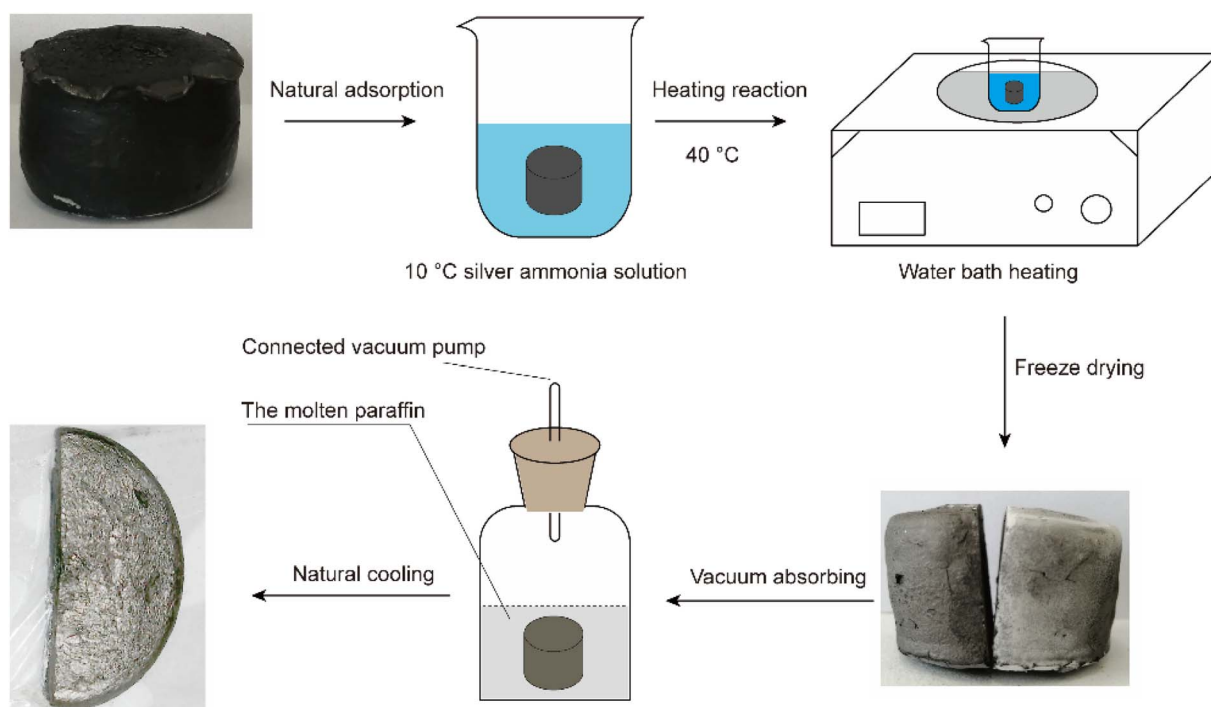 Natural adsorption
Heating reaction
40 °C
10 °C silver ammonia solution
Water bath heating
Freeze drying
Connected vacuum pump
The molten paraffin
Vacuum absorbing
Natural cooling